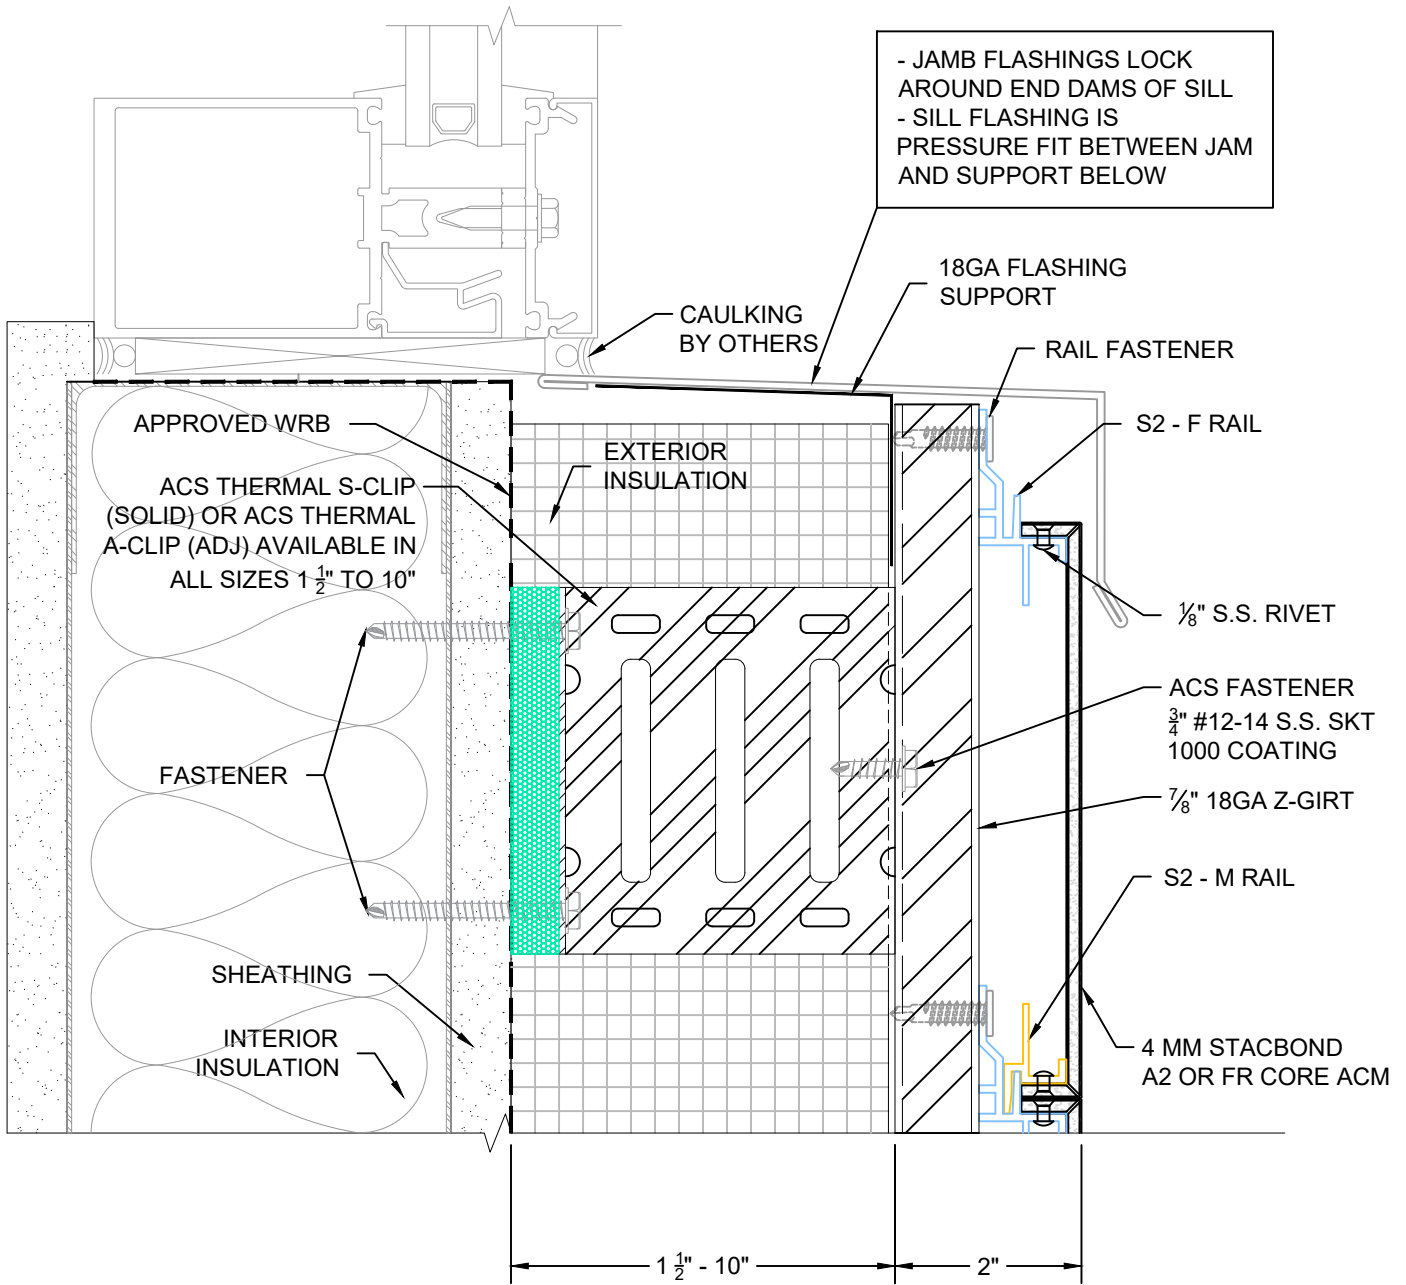 - JAMB FLASHINGS LOCK
AROUND END DAMS OF SILL
- SILL FLASHING IS
PRESSURE FIT BETWEEN JAM
AND SUPPORT BELOW
18GA FLASHING
SUPPORT
CAULKING
BY OTHERS
RAIL FASTENER
S2 - F RAIL
APPROVED WRB
EXTERIOR
INSULATION
ACS THERMAL S-CLIP
(SOLID) OR ACS THERMAL
A-CLIP (ADJ) AVAILABLE IN
ALL SIZES 1 1/2" TO 10"
1/8" S.S. RIVET
ACS FASTENER
3/4" #12-14 S.S. SKT
1000 COATING
FASTENER
7/8" 18GA Z-GIRT
S2 - M RAIL
SHEATHING
INTERIOR
INSULATION
4 MM STACBOND
A2 OR FR CORE ACM
1 1/2" - 10"
2"